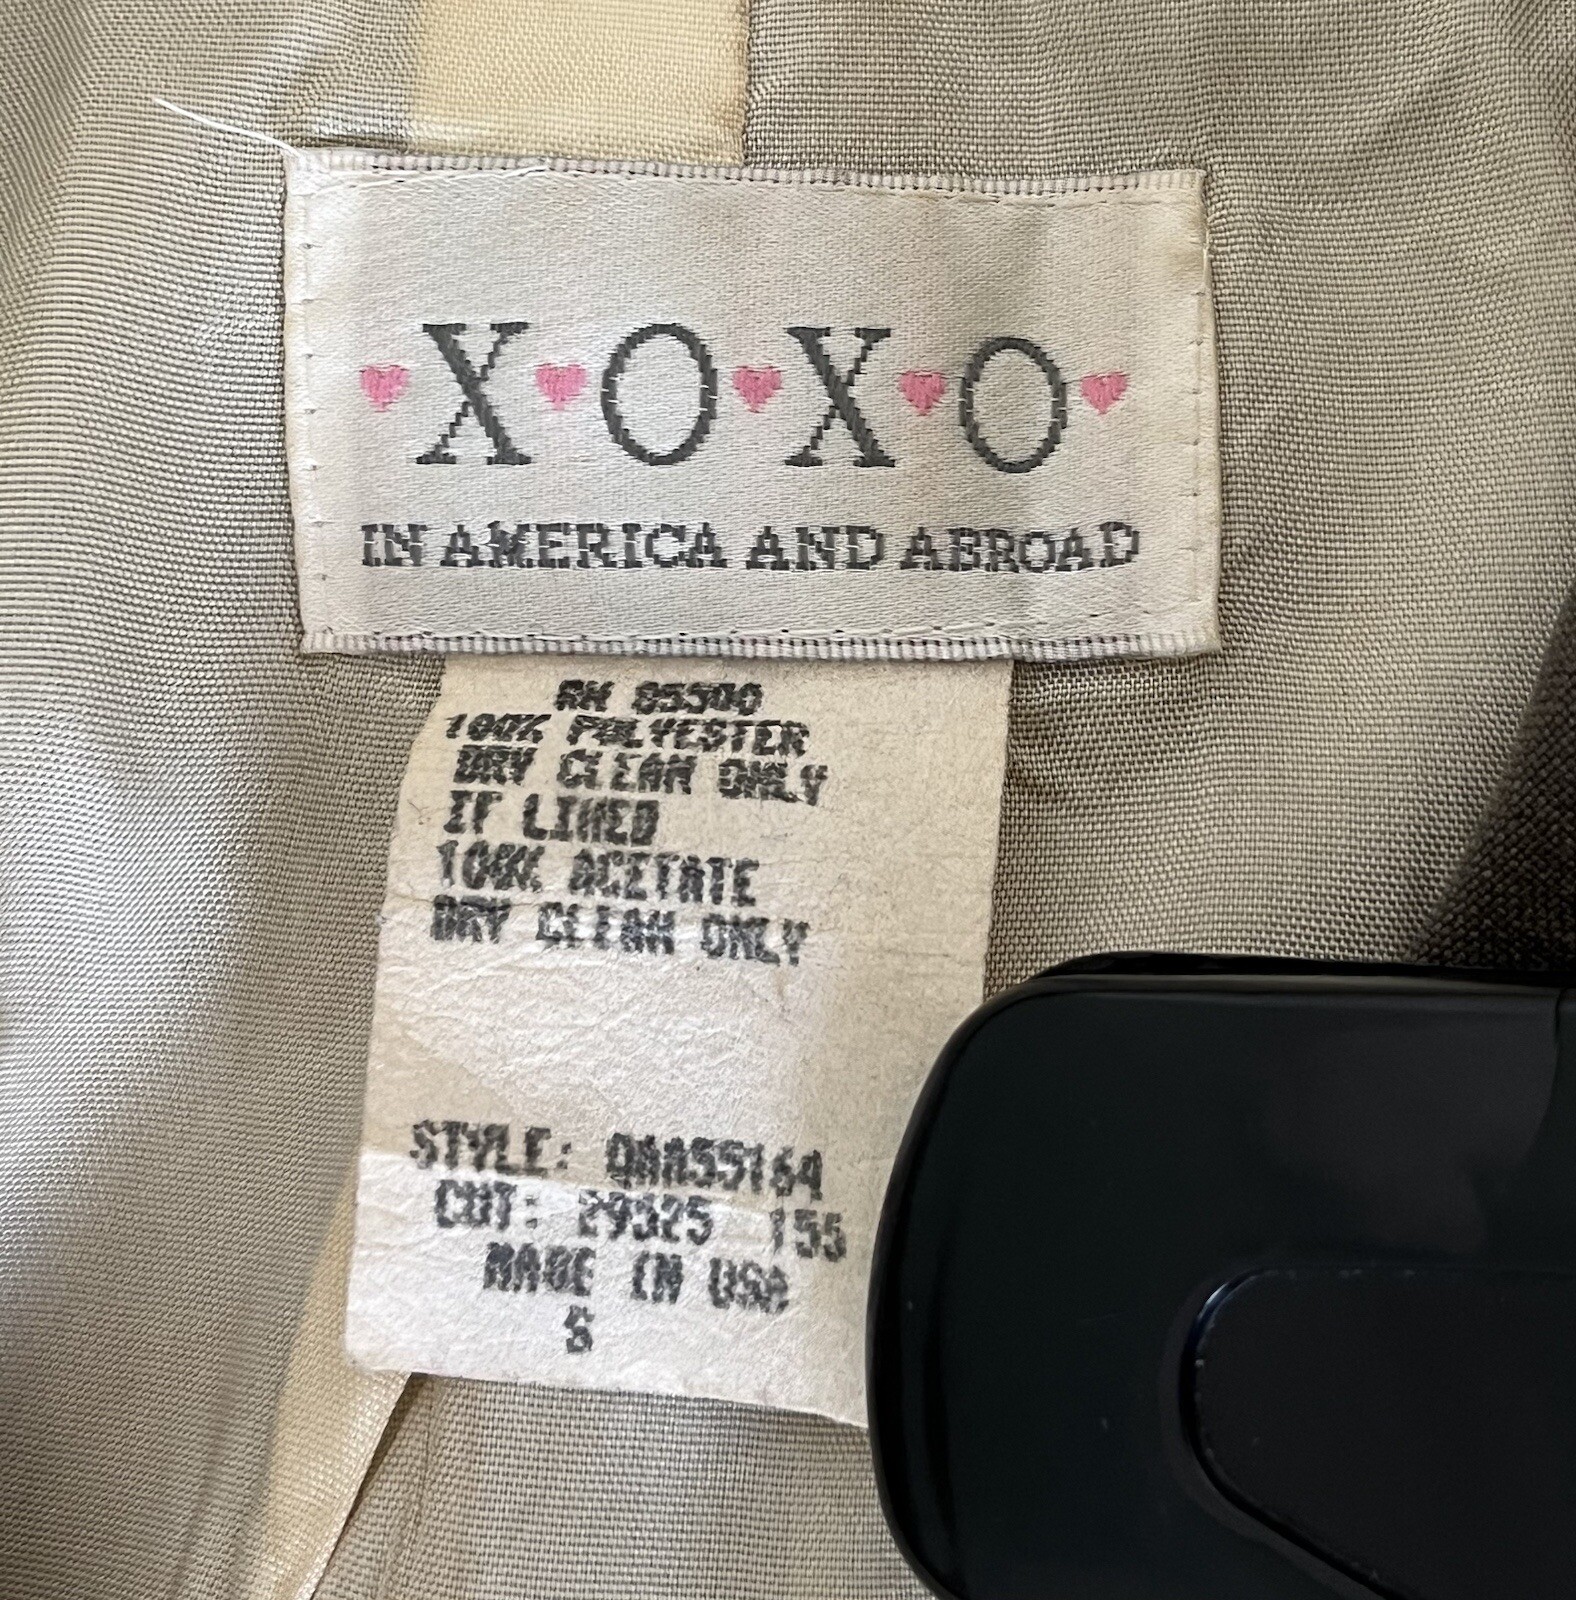 ♥X♥O♥X♥O♥
IN AMERICA AND ABROAD
RN 85500
100% POLYESTER
DRY CLEAN ONLY
IF LINED
100% ACETATE
DRY CLEAN ONLY
STYLE: QAA55164
CUT: 29325 155
MADE IN USA
S